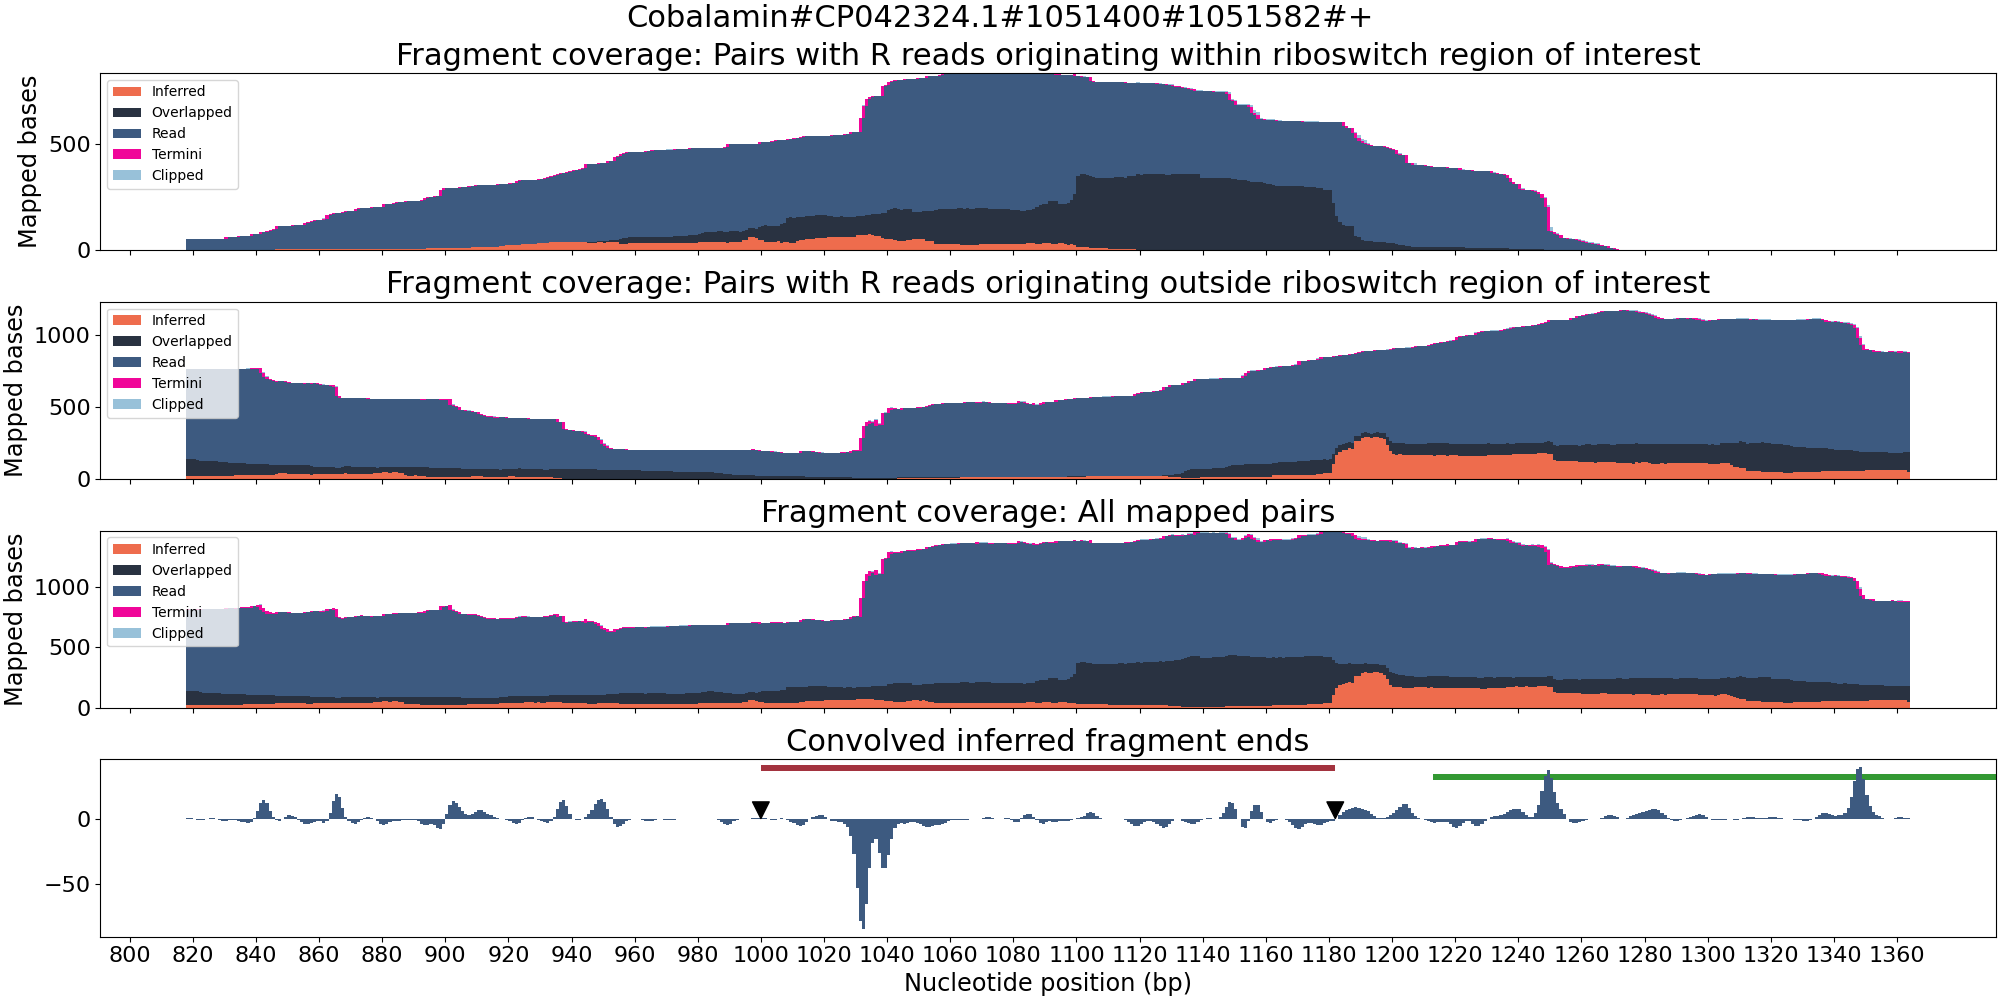 Cobalamin#CP042324.1#1051400#1051582#+
Fragment coverage: Pairs with R reads originating within riboswitch region of interest
Mapped bases
500
0
Inferred
Overlapped
Read
Termini
Clipped
Fragment coverage: Pairs with R reads originating outside riboswitch region of interest
Mapped bases
1000
500
0
Inferred
Overlapped
Read
Termini
Clipped
Fragment coverage: All mapped pairs
Mapped bases
1000
500
0
Inferred
Overlapped
Read
Termini
Clipped
Convolved inferred fragment ends
0
−50
800 820 840 860 880 900 920 940 960 980 1000 1020 1040 1060 1080 1100 1120 1140 1160 1180 1200 1220 1240 1260 1280 1300 1320 1340 1360
Nucleotide position (bp)